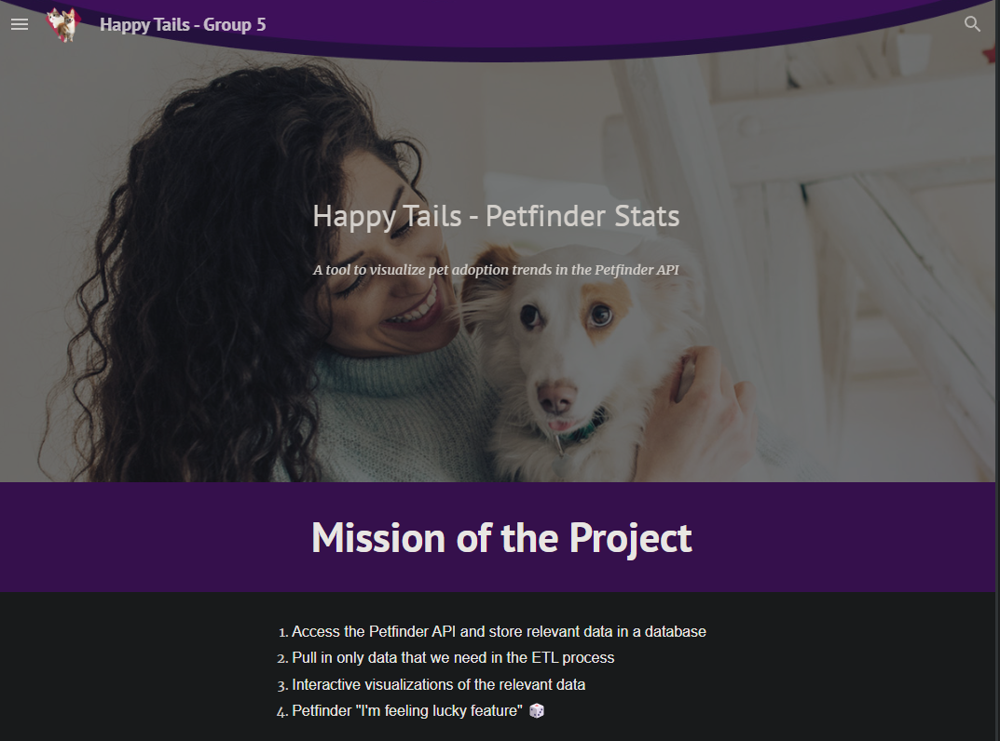 Happy Tails - Group 5
Happy Tails - Petfinder Stats
A tool to visualize pet adoption trends in the Petfinder API
Mission of the Project
1. Access the Petfinder API and store relevant data in a database
2. Pull in only data that we need in the ETL process
3. Interactive visualizations of the relevant data
4. Petfinder "I'm feeling lucky feature" 🎲